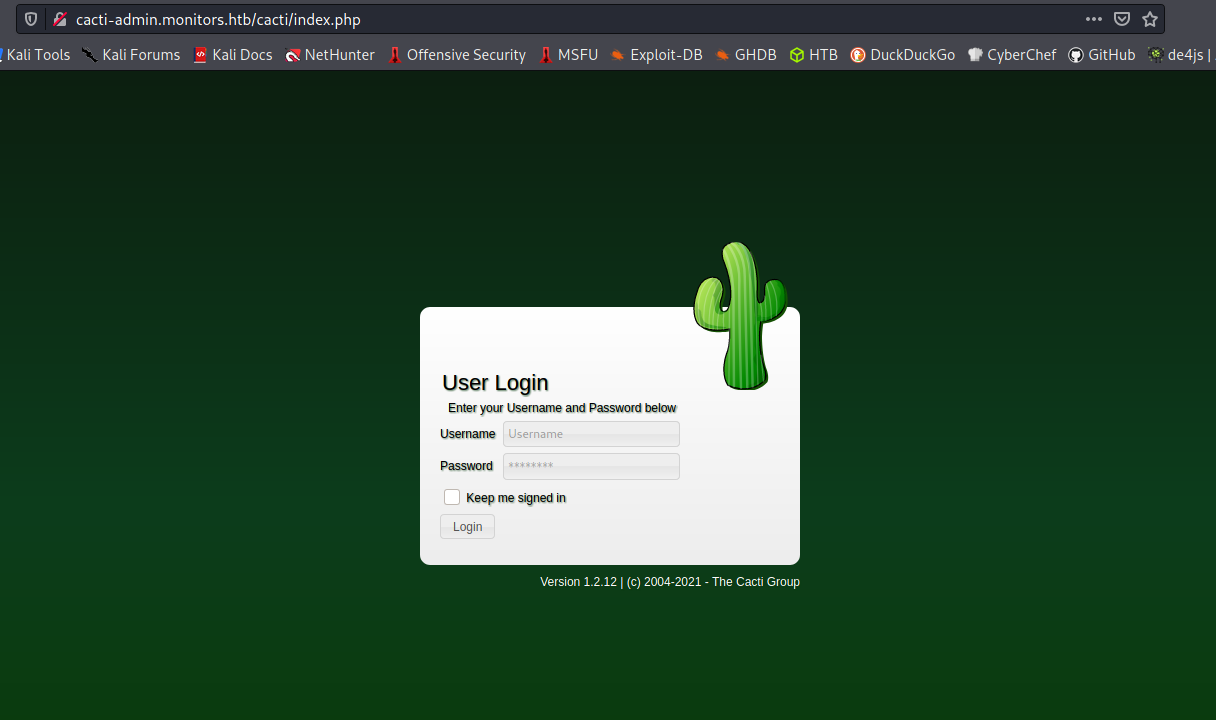 cacti-admin.monitors.htb/cacti/index.php
Kali Tools Kali Forums Kali Docs NetHunter Offensive Security MSFU Exploit-DB GHDB HTB DuckDuckGo CyberChef GitHub de4js |
User Login
Enter your Username and Password below
Username Username
Password ********
Keep me signed in
Login
Version 1.2.12 | (c) 2004-2021 - The Cacti Group